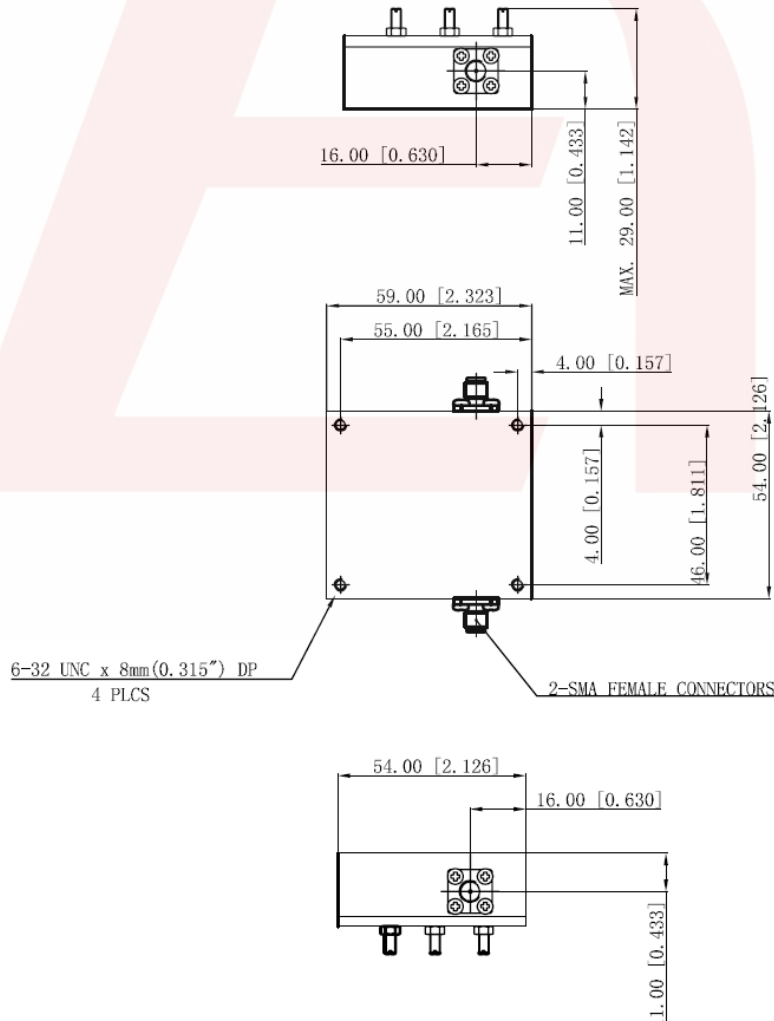 16.00 [0.630]
11.00 [0.433]
MAX. 29.00 [1.142]
59.00 [2.323]
55.00 [2.165]
4.00 [0.157]
4.00 [0.157]
46.00 [1.811]
54.00 [2.126]
6-32 UNC x 8mm(0.315") DP
4 PLCS
2-SMA FEMALE CONNECTORS
54.00 [2.126]
16.00 [0.630]
1.00 [0.433]